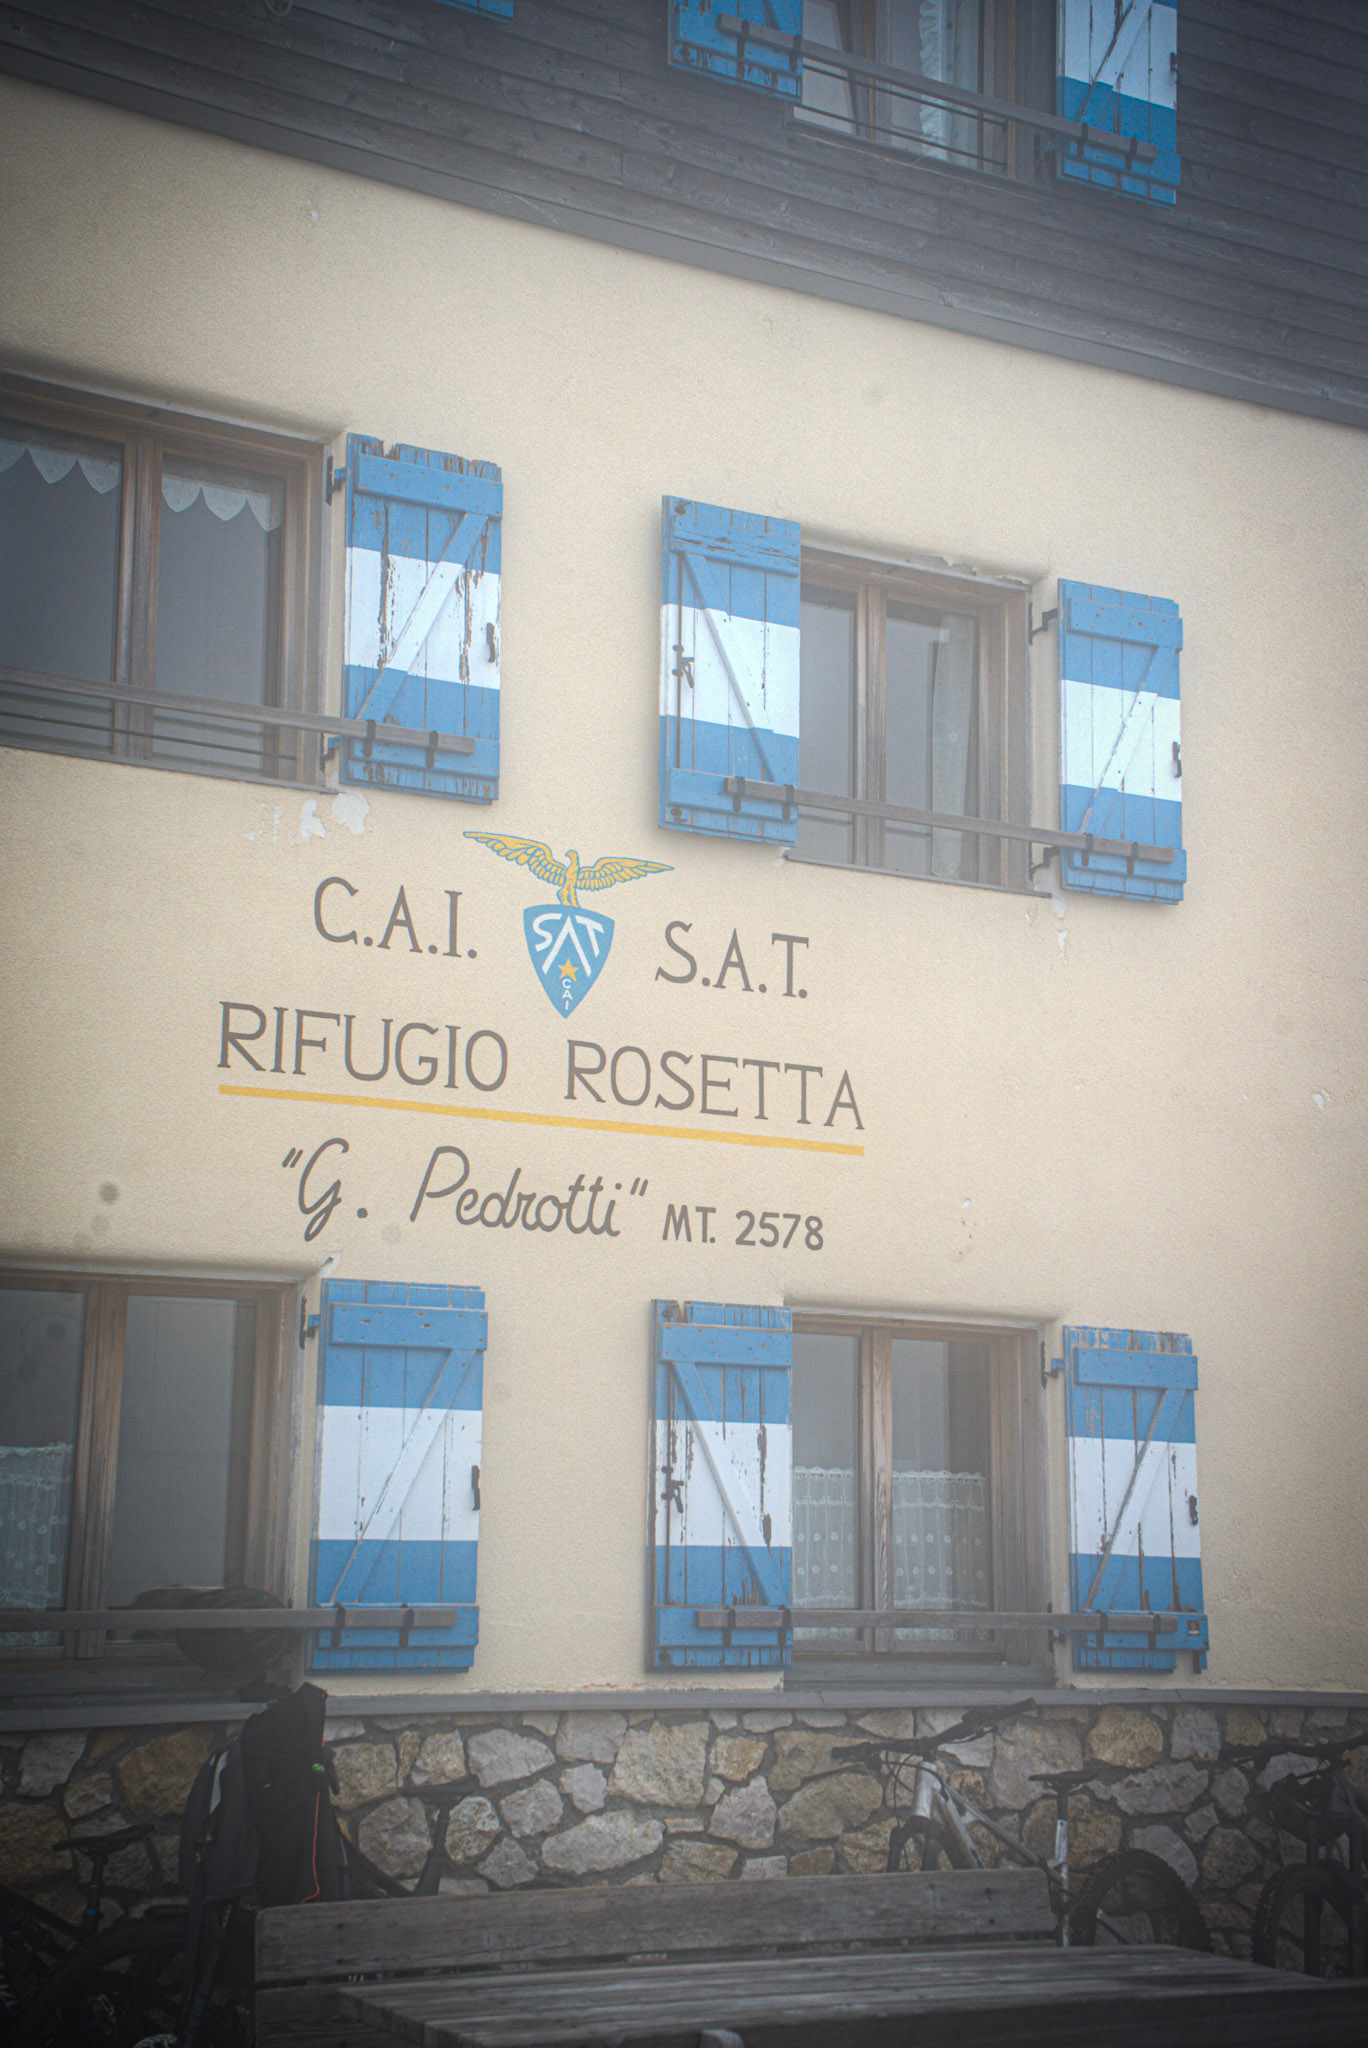 C.A.I. S.A.T.
SAT
CAI
RIFUGIO ROSETTA
"G. Pedrotti" MT. 2578